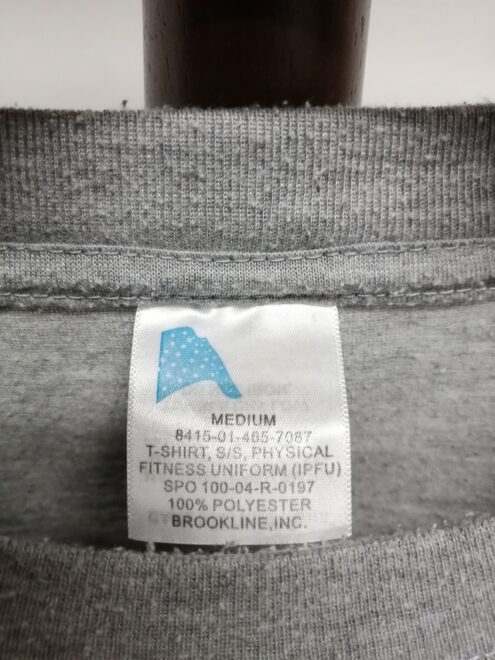 MEDIUM
8415-01-465-7087
T-SHIRT, S/S, PHYSICAL
FITNESS UNIFORM (IPFU)
SPO 100-04-R-0197
100% POLYESTER
BROOKLINE, INC.